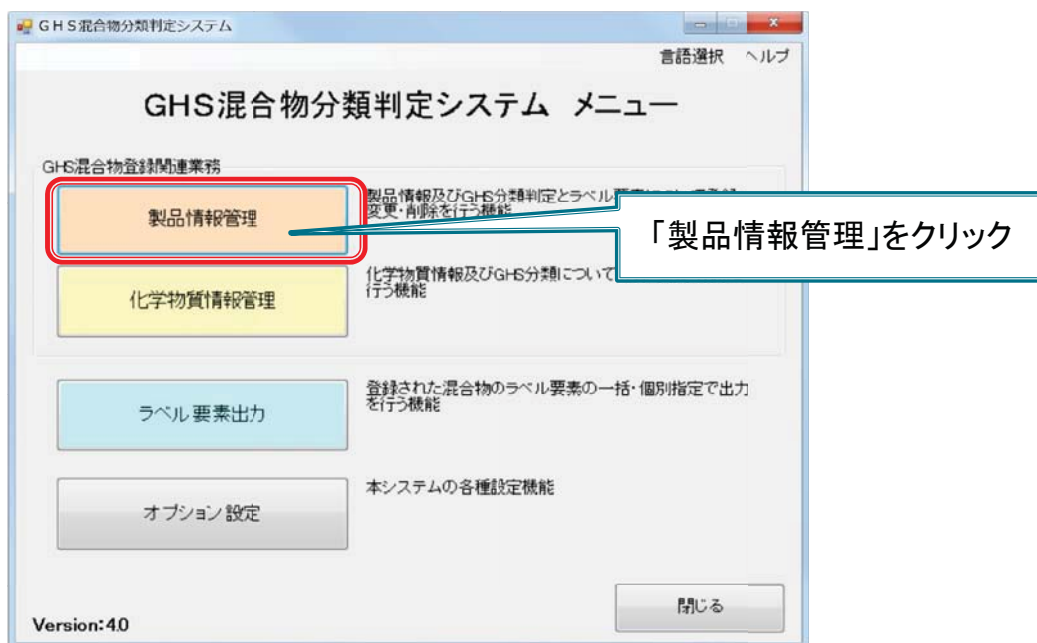 GHS混合物分類判定システム
言語選択 ヘルプ
GHS混合物分類判定システム メニュー
GHS混合物登録関連業務
製品情報管理
製品情報及びGHS分類判定とラベル
変更・削除を行う機能
「製品情報管理」をクリック
化学物質情報管理
化学物質情報及びGHS分類について
行う機能
ラベル要素出力
登録された混合物のラベル要素の一括・個別指定で出力
を行う機能
オプション設定
本システムの各種設定機能
閉じる
Version:4.0